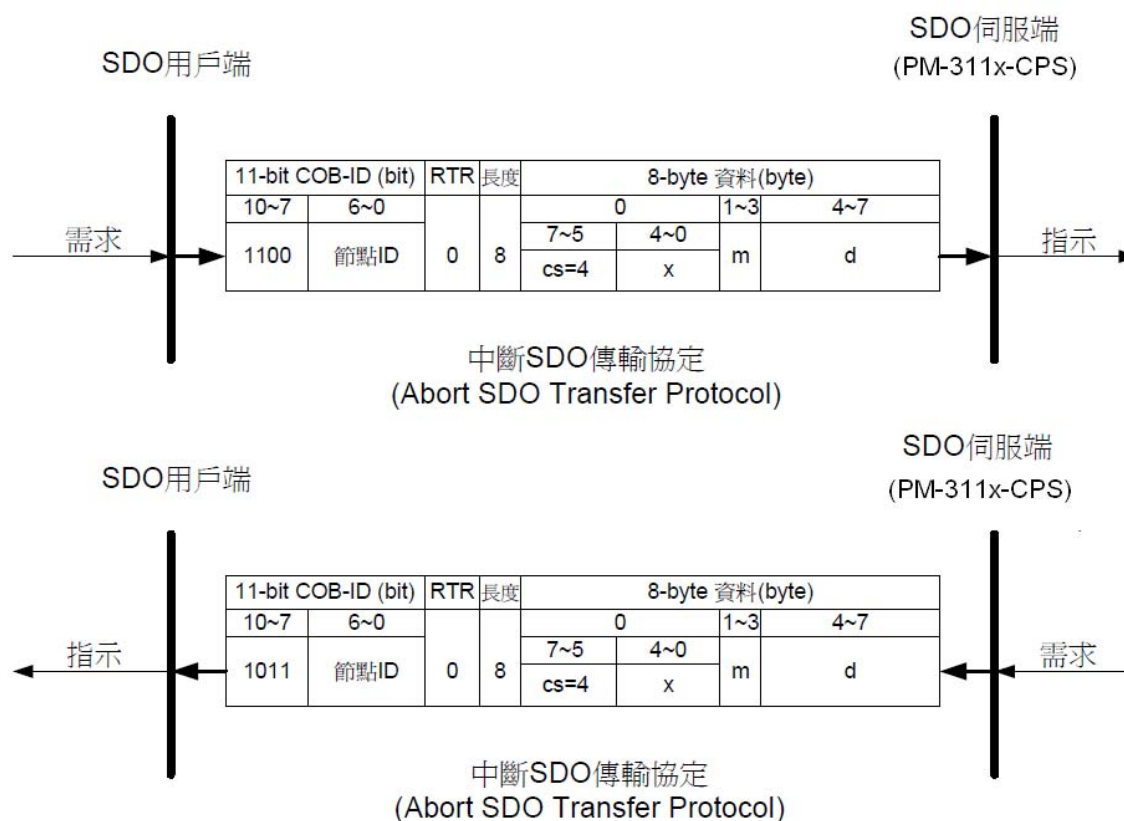 SDO伺服端
SDO用戶端
(PM-311x-CPS)
11-bit COB-ID (bit) RTR 長度 8-byte 資料(byte)
10~7 6~0 0 1~3 4~7
7~5 4~0
需求 1100 節點ID 0 8 m d 指示
cs=4 x
中斷SDO傳輸協定
(Abort SDO Transfer Protocol)
SDO伺服端
SDO用戶端
(PM-311x-CPS)
11-bit COB-ID (bit) RTR 長度 8-byte 資料(byte)
10~7 6~0 0 1~3 4~7
7~5 4~0
指示 1011 節點ID 0 8 m d 需求
cs=4 x
中斷SDO傳輸協定
(Abort SDO Transfer Protocol)